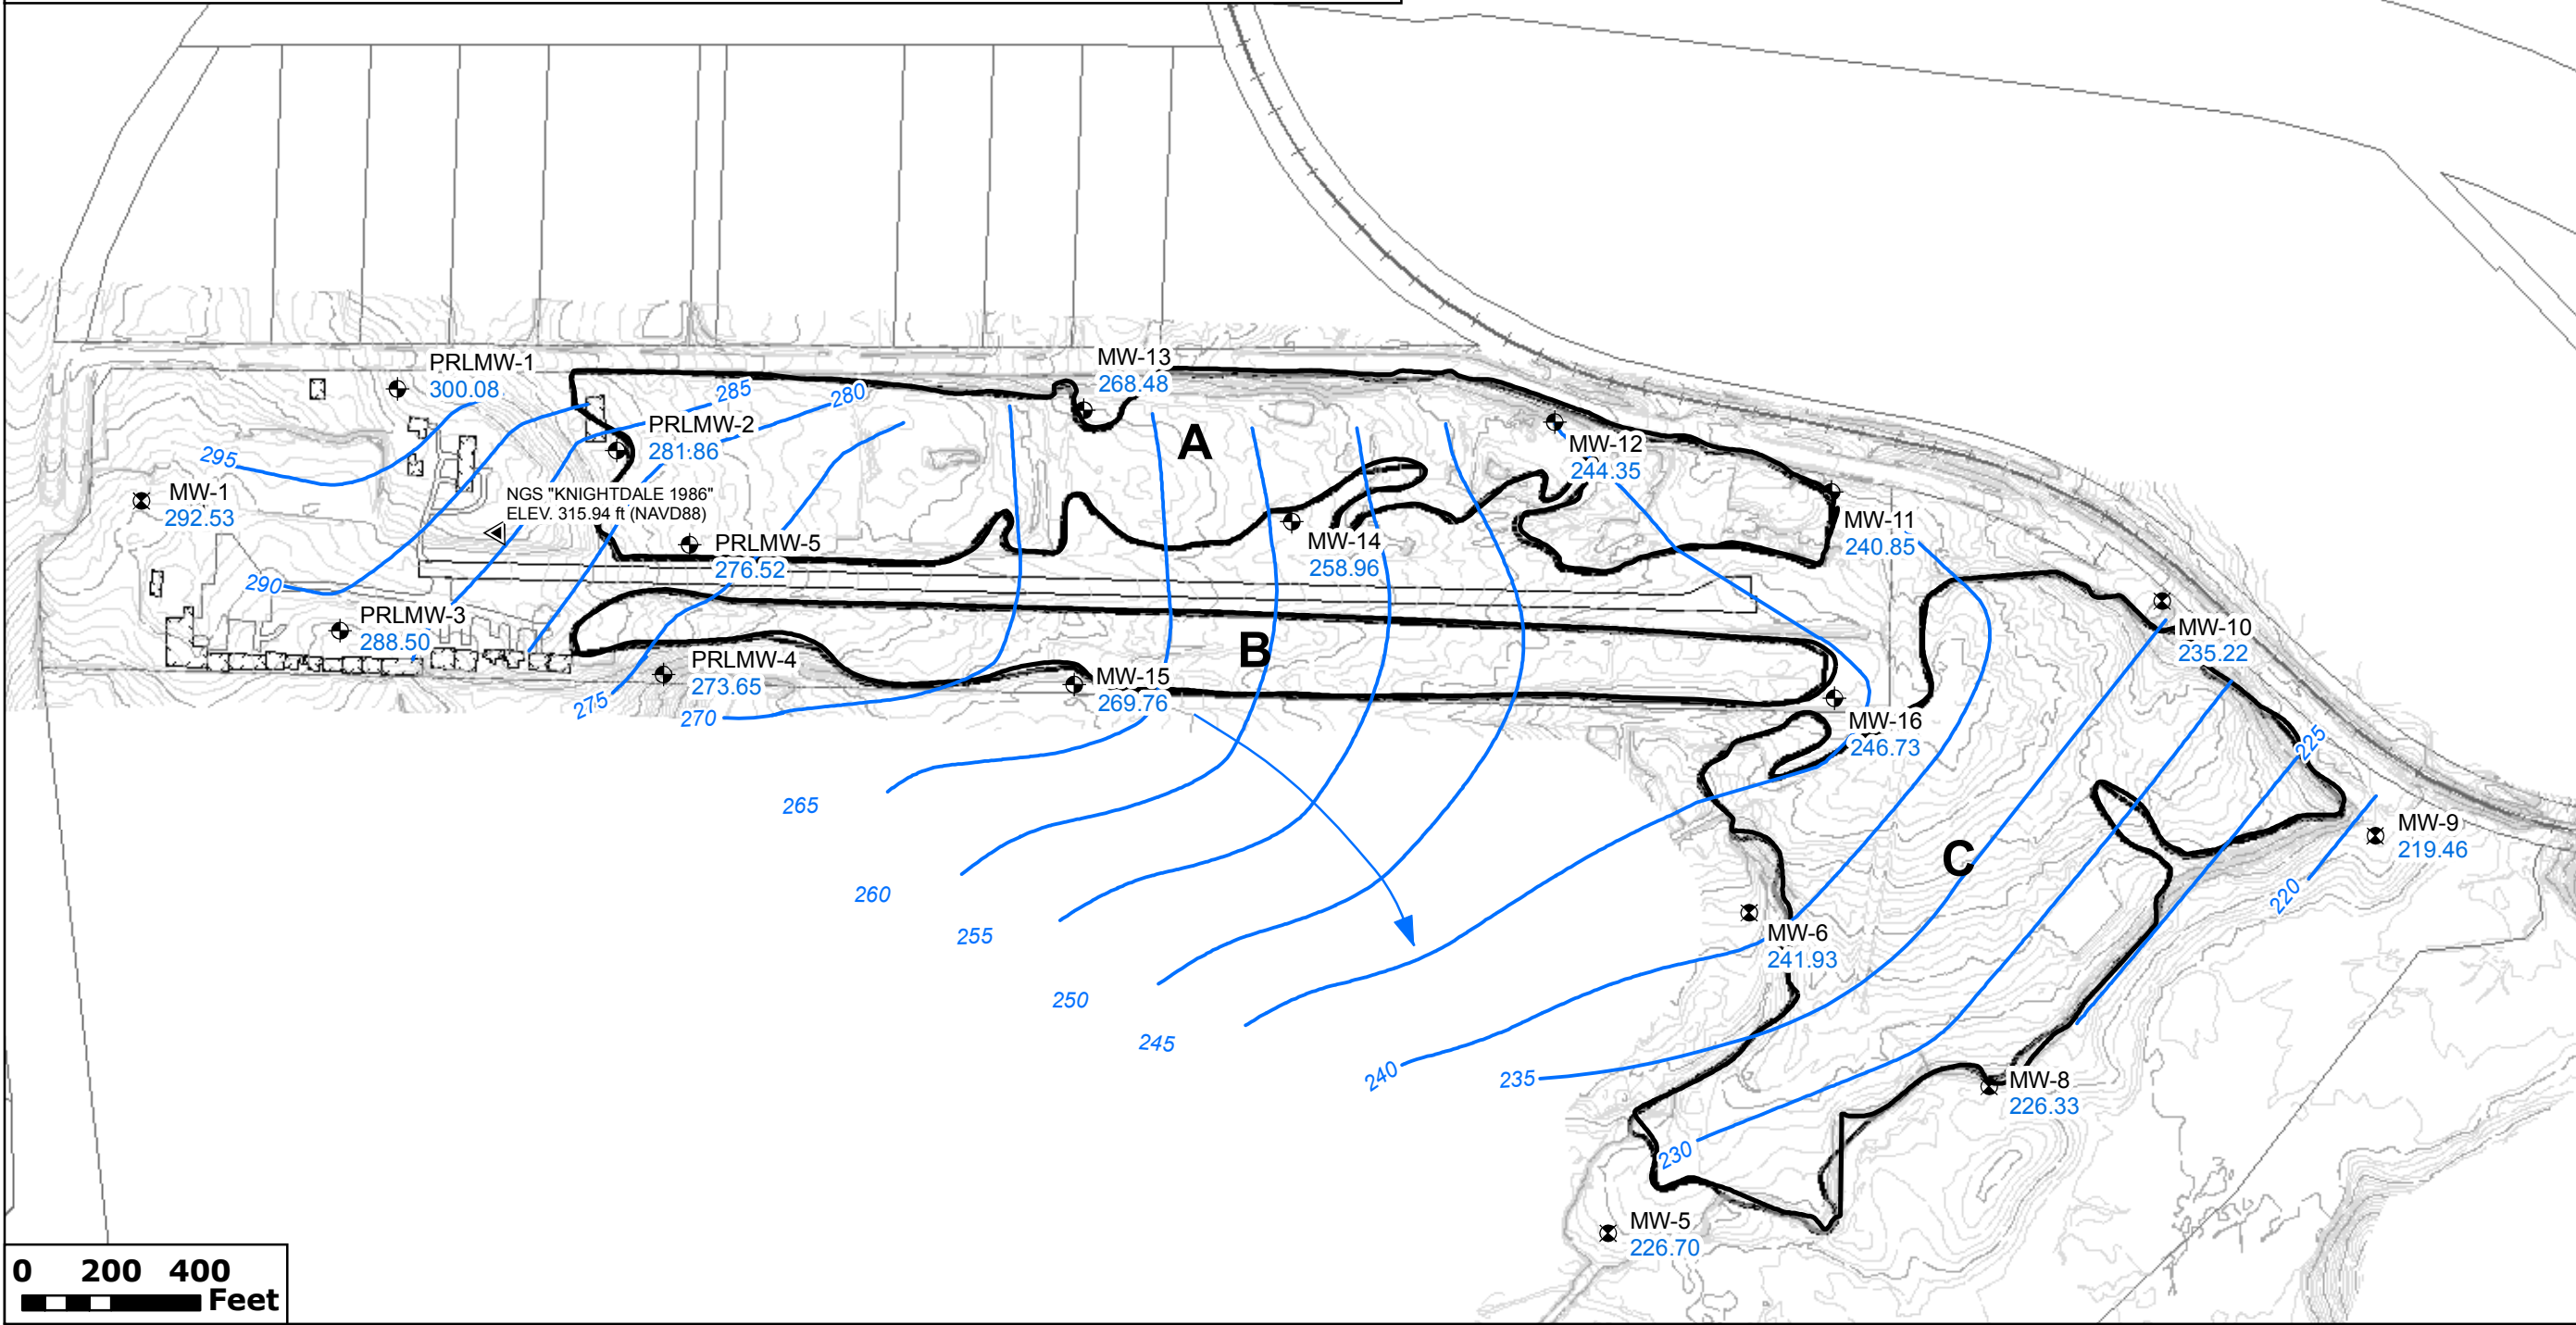 PRLMW-1
300.08
MW-13
268.48
285
280
A
PRLMW-2
281.86
MW-12
244.35
295
MW-1
292.53
NGS "KNIGHTDALE 1986"
ELEV. 315.94 ft (NAVD88)
MW-11
240.85
PRLMW-5
276.52
MW-14
258.96
290
PRLMW-3
288.50
MW-10
235.22
B
PRLMW-4
273.65
MW-15
269.76
275
270
MW-16
246.73
225
265
MW-9
219.46
C
260
220
255
MW-6
241.93
250
245
240
235
MW-8
226.33
230
MW-5
226.70
0 200 400
Feet